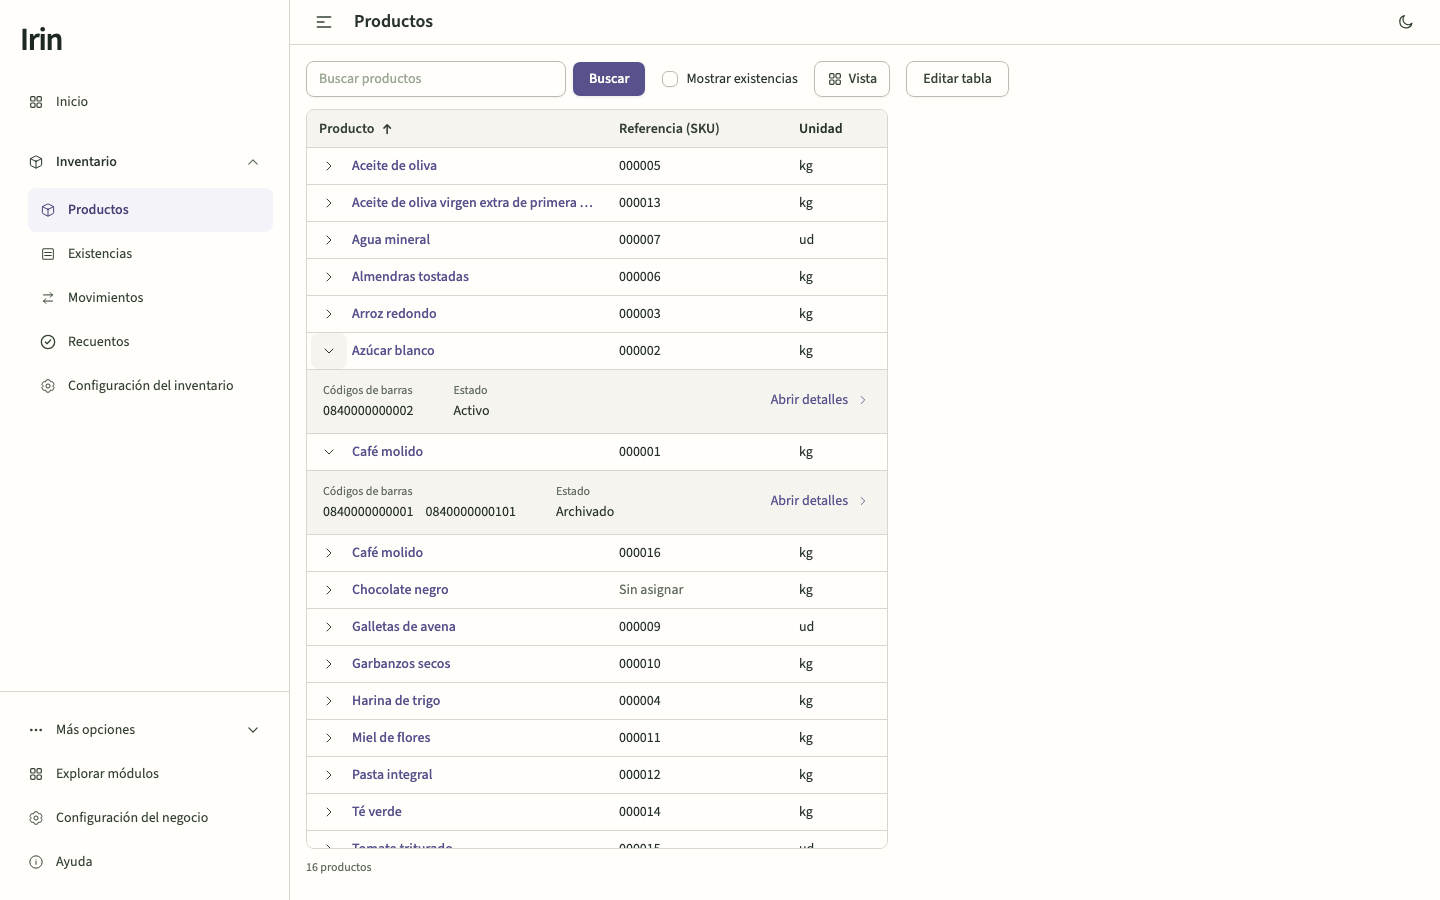 Irin
Inicio
Inventario
Productos
Existencias
Movimientos
Recuentos
Configuración del inventario
Más opciones
Explorar módulos
Configuración del negocio
Ayuda
Productos
Buscar productos
Buscar
Mostrar existencias
Vista
Editar tabla
Producto Referencia (SKU) Unidad
Aceite de oliva 000005 kg
Aceite de oliva virgen extra de primera … 000013 kg
Agua mineral 000007 ud
Almendras tostadas 000006 kg
Arroz redondo 000003 kg
Azúcar blanco 000002 kg
Códigos de barras Estado
0840000000002 Activo
Abrir detalles
Café molido 000001 kg
Códigos de barras Estado
0840000000001 0840000000101 Archivado
Abrir detalles
Café molido 000016 kg
Chocolate negro Sin asignar kg
Galletas de avena 000009 ud
Garbanzos secos 000010 kg
Harina de trigo 000004 kg
Miel de flores 000011 kg
Pasta integral 000012 kg
Té verde 000014 kg
Tomate triturado 000015 ud
16 productos